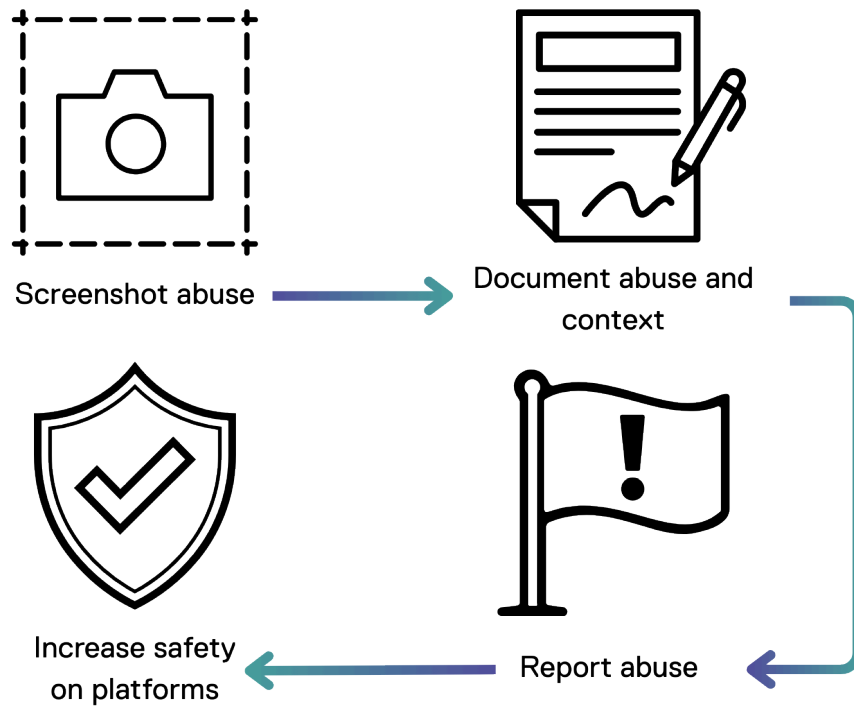 Screenshot abuse
Document abuse and
context
Report abuse
Increase safety
on platforms